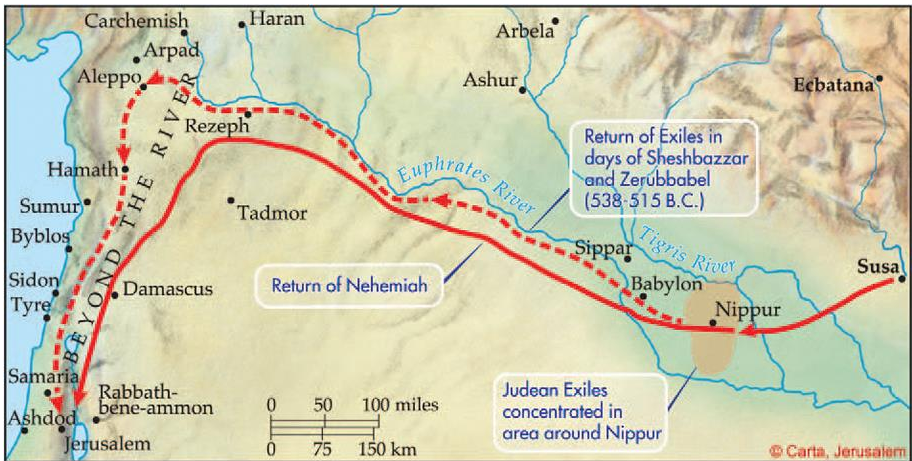 Carchemish
Haran
Arpad
Aleppo
Arbela
Ashur
Ecbatana
Rezeph
BEYOND THE RIVER
Return of Exiles in
days of Sheshbazzar
and Zerubbabel
(538-515 B.C.)
Euphrates River
Hamath
Sumur
Tadmor
Byblos
Tigris River
Sippar
Sidon
Susa
Return of Nehemiah
Babylon
Damascus
Tyre
Nippur
Samaria
Rabbath-
bene-ammon
Judean Exiles
concentrated in
area around Nippur
0 50 100 miles
0 75 150 km
Ashdod
Jerusalem
© Carta, Jerusalem